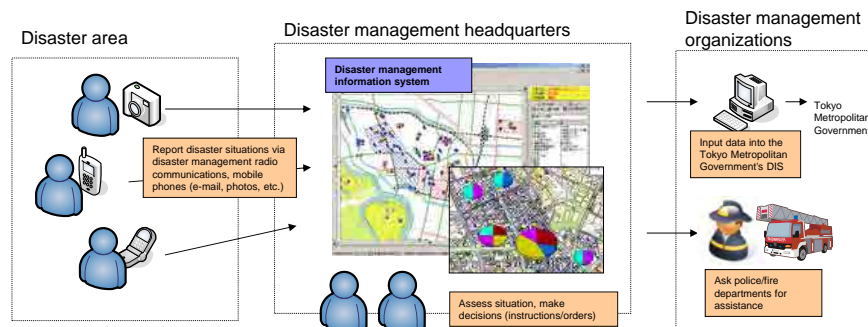 Disaster area
Disaster management headquarters
Disaster management
organizations
Disaster management
information system
Report disaster situations via
disaster management radio
communications, mobile
phones (e-mail, photos, etc.)
Tokyo
Metropolitan
Government
Input data into the
Tokyo Metropolitan
Government's DIS
Assess situation, make
decisions (instructions/orders)
Ask police/fire
departments for
assistance